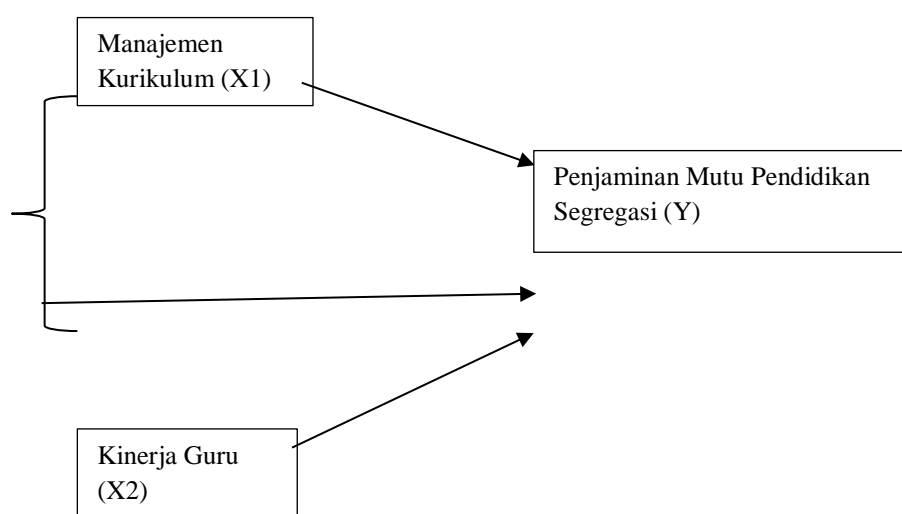 Manajemen
Kurikulum (X1)
Penjaminan Mutu Pendidikan
Segregasi (Y)
Kinerja Guru
(X2)